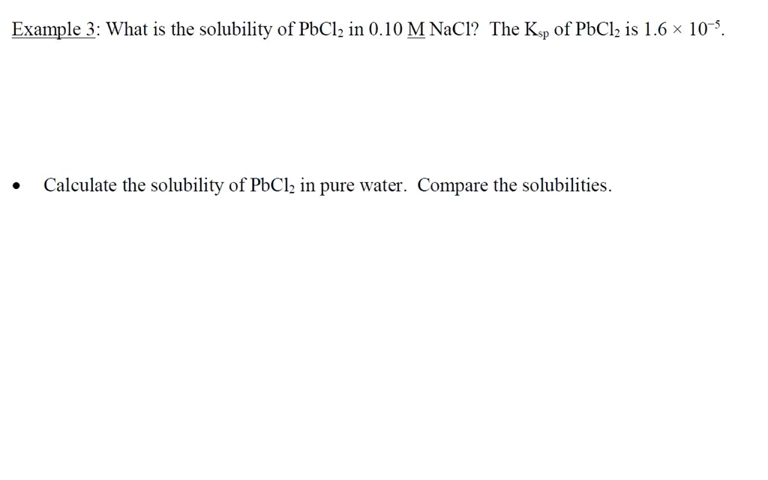 Example 3: What is the solubility of PbCl₂ in 0.10 M NaCl? The Kₛₚ of PbCl₂ is 1.6 × 10⁻⁵.
• Calculate the solubility of PbCl₂ in pure water. Compare the solubilities.